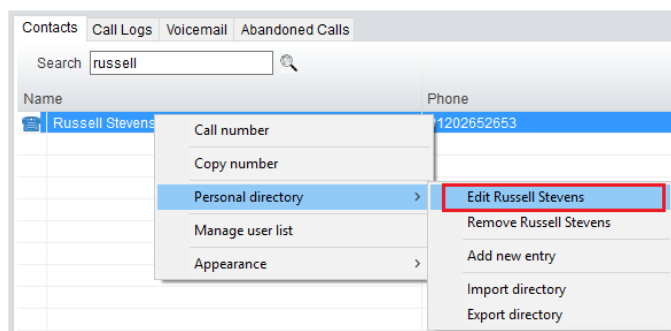 Contacts Call Logs Voicemail Abandoned Calls
Search russell
Name Phone
Russell Stevens 1202652653
Call number
Copy number
Personal directory
Manage user list
Appearance
Edit Russell Stevens
Remove Russell Stevens
Add new entry
Import directory
Export directory